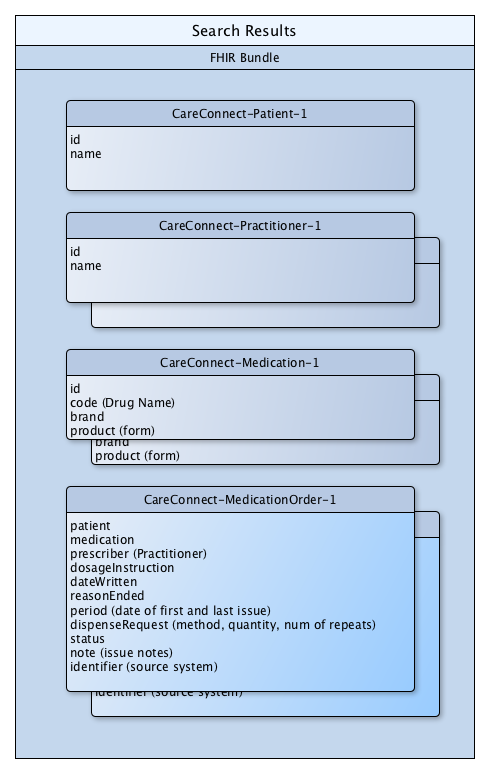 Search Results
FHIR Bundle
CareConnect-Patient-1
id
name
CareConnect-Practitioner-1
id
name
CareConnect-Medication-1
id
code (Drug Name)
brand
product (form)
brand
product (form)
CareConnect-MedicationOrder-1
patient
medication
prescriber (Practitioner)
dosageInstruction
dateWritten
reasonEnded
period (date of first and last issue)
dispenseRequest (method, quantity, num of repeats)
status
note (issue notes)
identifier (source system)
identifier (source system)